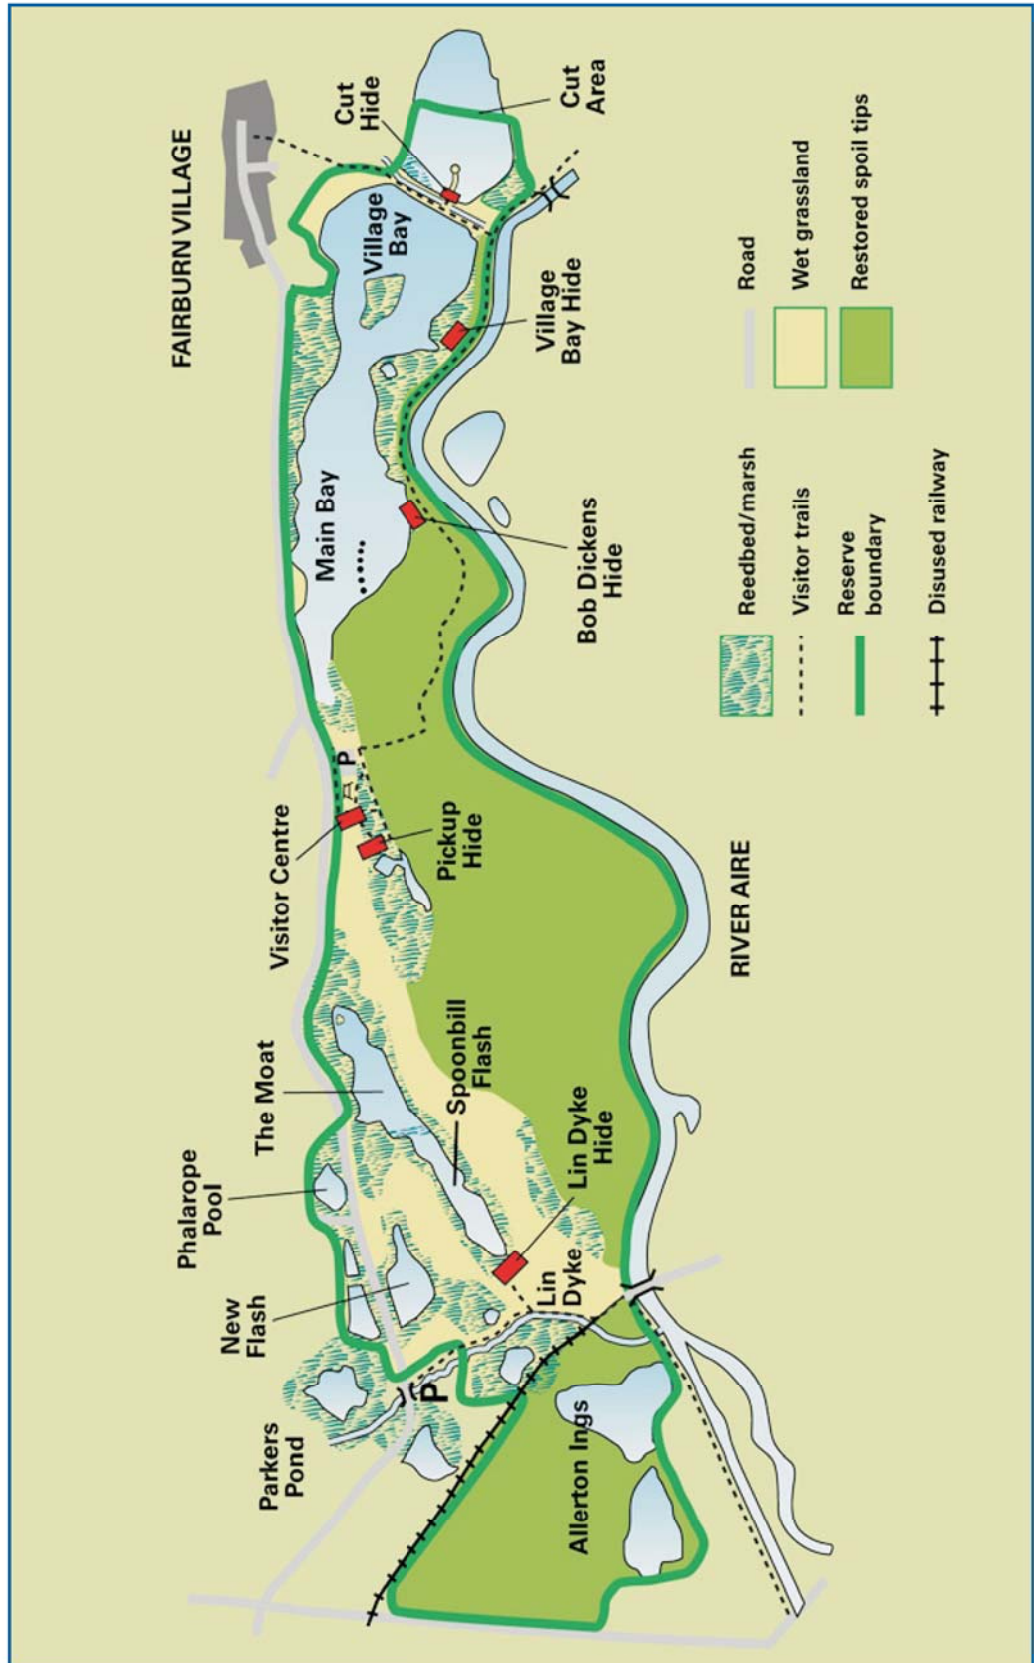 FAIRBURN VILLAGE
Cut
Hide
Cut
Area
Village
Bay
Village
Bay Hide
Main Bay
Bob Dickens
Hide
Visitor Centre
P
Pickup
Hide
The Moat
Spoonbill
Flash
Phalarope
Pool
New
Flash
Lin Dyke
Hide
Lin
Dyke
Parkers
Pond
P
Allerton Ings
RIVER AIRE
Reedbed/marsh
Visitor trails
Reserve
boundary
Disused railway
Road
Wet grassland
Restored spoil tips